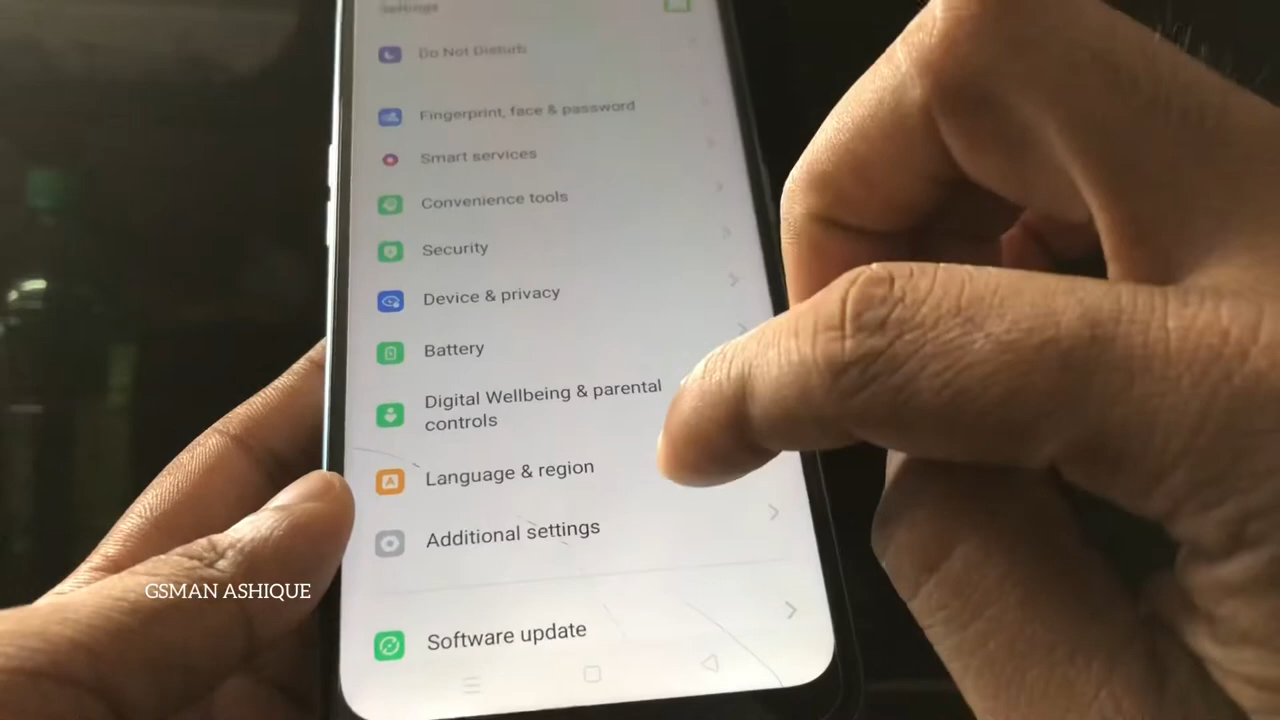 Settings
Do Not Disturb
Fingerprint, face & password
Smart services
Convenience tools
Security
Device & privacy
Battery
Digital Wellbeing & parental
controls
A
Language & region
Additional settings
GSMAN ASHIQUE
Software update